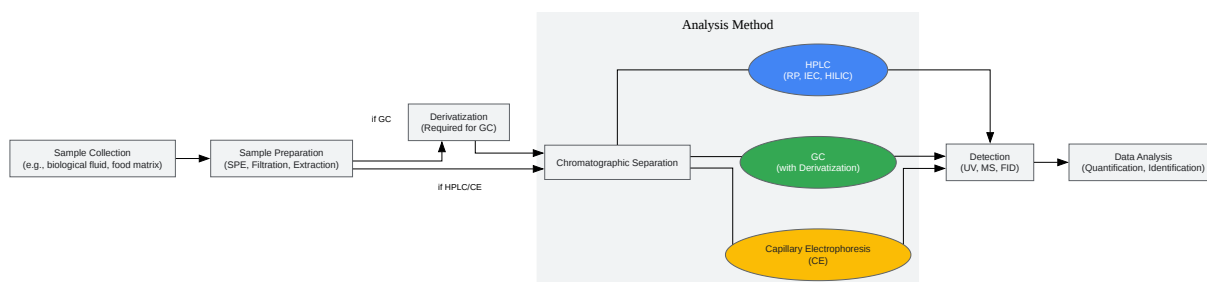 Analysis Method
HPLC
(RP, IEC, HILIC)
if GC
Derivatization
(Required for GC)
Sample Collection
(e.g., biological fluid, food matrix)
Sample Preparation
(SPE, Filtration, Extraction)
if HPLC/CE
Chromatographic Separation
GC
(with Derivatization)
Detection
(UV, MS, FID)
Data Analysis
(Quantification, Identification)
Capillary Electrophoresis
(CE)